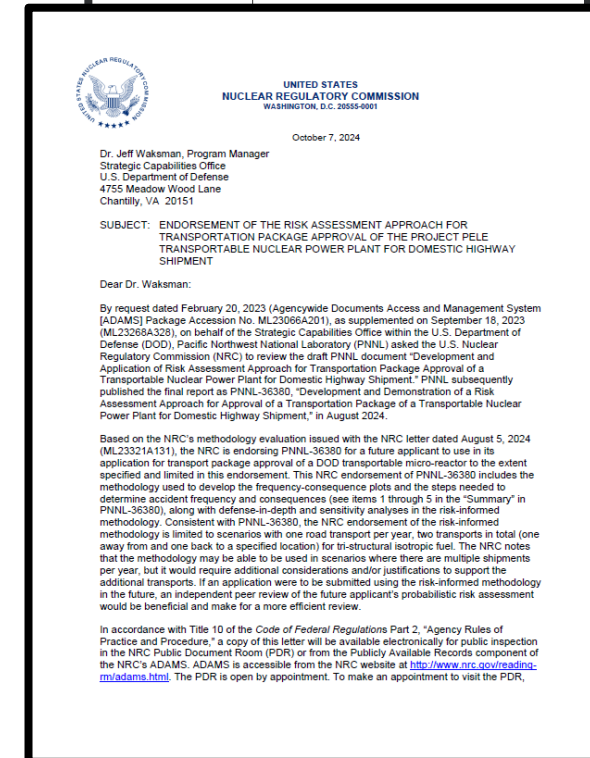 UNITED STATES NUCLEAR REGULATORY COMMISSION
UNITED STATES
NUCLEAR REGULATORY COMMISSION
WASHINGTON, D.C. 20555-0001
October 7, 2024
Dr. Jeff Waksman, Program Manager
Strategic Capabilities Office
U.S. Department of Defense
4755 Meadow Wood Lane
Chantilly, VA 20151
SUBJECT: ENDORSEMENT OF THE RISK ASSESSMENT APPROACH FOR
TRANSPORTATION PACKAGE APPROVAL OF THE PROJECT PELE
TRANSPORTABLE NUCLEAR POWER PLANT FOR DOMESTIC HIGHWAY
SHIPMENT
Dear Dr. Waksman:
By request dated February 20, 2023 (Agencywide Documents Access and Management System
[ADAMS] Package Accession No. ML23066A201), as supplemented on September 18, 2023
(ML23268A328), on behalf of the Strategic Capabilities Office within the U.S. Department of
Defense (DOD), Pacific Northwest National Laboratory (PNNL) asked the U.S. Nuclear
Regulatory Commission (NRC) to review the draft PNNL document “Development and
Application of Risk Assessment Approach for Transportation Package Approval of a
Transportable Nuclear Power Plant for Domestic Highway Shipment.” PNNL subsequently
published the final report as PNNL-36380, “Development and Demonstration of a Risk
Assessment Approach for Approval of a Transportation Package of a Transportable Nuclear
Power Plant for Domestic Highway Shipment,” in August 2024.
Based on the NRC’s methodology evaluation issued with the NRC letter dated August 5, 2024
(ML23321A131), the NRC is endorsing PNNL-36380 for a future applicant to use in its
application for transport package approval of a DOD transportable micro-reactor to the extent
specified and limited in this endorsement. This NRC endorsement of PNNL-36380 includes the
methodology used to develop the frequency-consequence plots and the steps needed to
determine accident frequency and consequences (see items 1 through 5 in the “Summary” in
PNNL-36380), along with defense-in-depth and sensitivity analyses in the risk-informed
methodology. Consistent with PNNL-36380, the NRC endorsement of the risk-informed
methodology is limited to scenarios with one road transport per year, two transports in total (one
away from and one back to a specified location) for tri-structural isotropic fuel. The NRC notes
that the methodology may be able to be used in scenarios where there are multiple shipments
per year, but it would require additional considerations and/or justifications to support the
additional transports. If an application were to be submitted using the risk-informed methodology
in the future, an independent peer review of the future applicant’s probabilistic risk assessment
would be beneficial and make for a more efficient review.
In accordance with Title 10 of the Code of Federal Regulations Part 2, “Agency Rules of
Practice and Procedure,” a copy of this letter will be available electronically for public inspection
in the NRC Public Document Room (PDR) or from the Publicly Available Records component of
the NRC’s ADAMS. ADAMS is accessible from the NRC website at http://www.nrc.gov/reading-
rm/adams.html. The PDR is open by appointment. To make an appointment to visit the PDR,